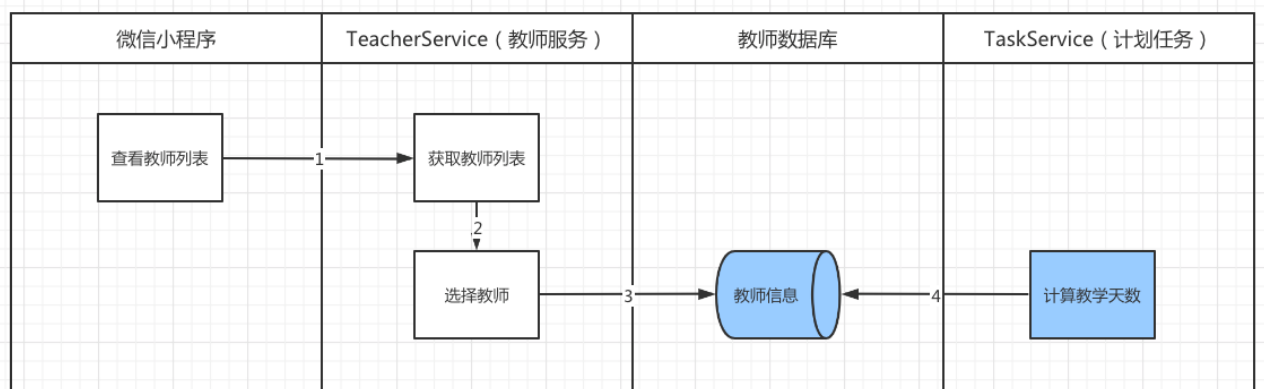 微信小程序
TeacherService（教师服务）
教师数据库
TaskService（计划任务）
查看教师列表
1
获取教师列表
2
选择教师
3
教师信息
4
计算教学天数